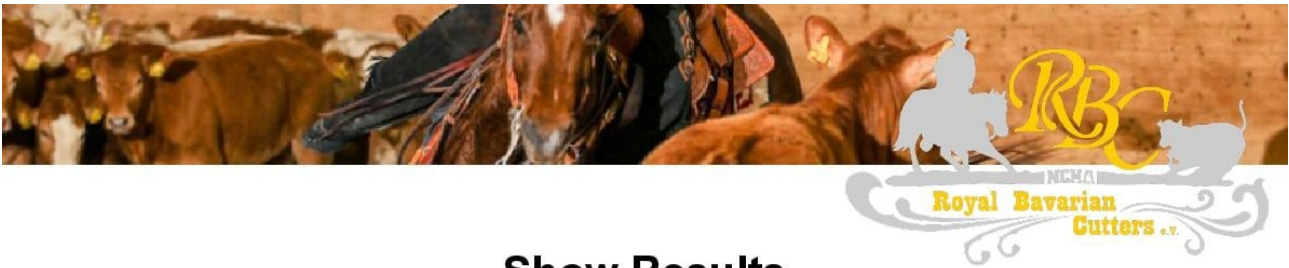 RBC
NCHA
Royal Bavarian
Cutters e.V.
Show Results